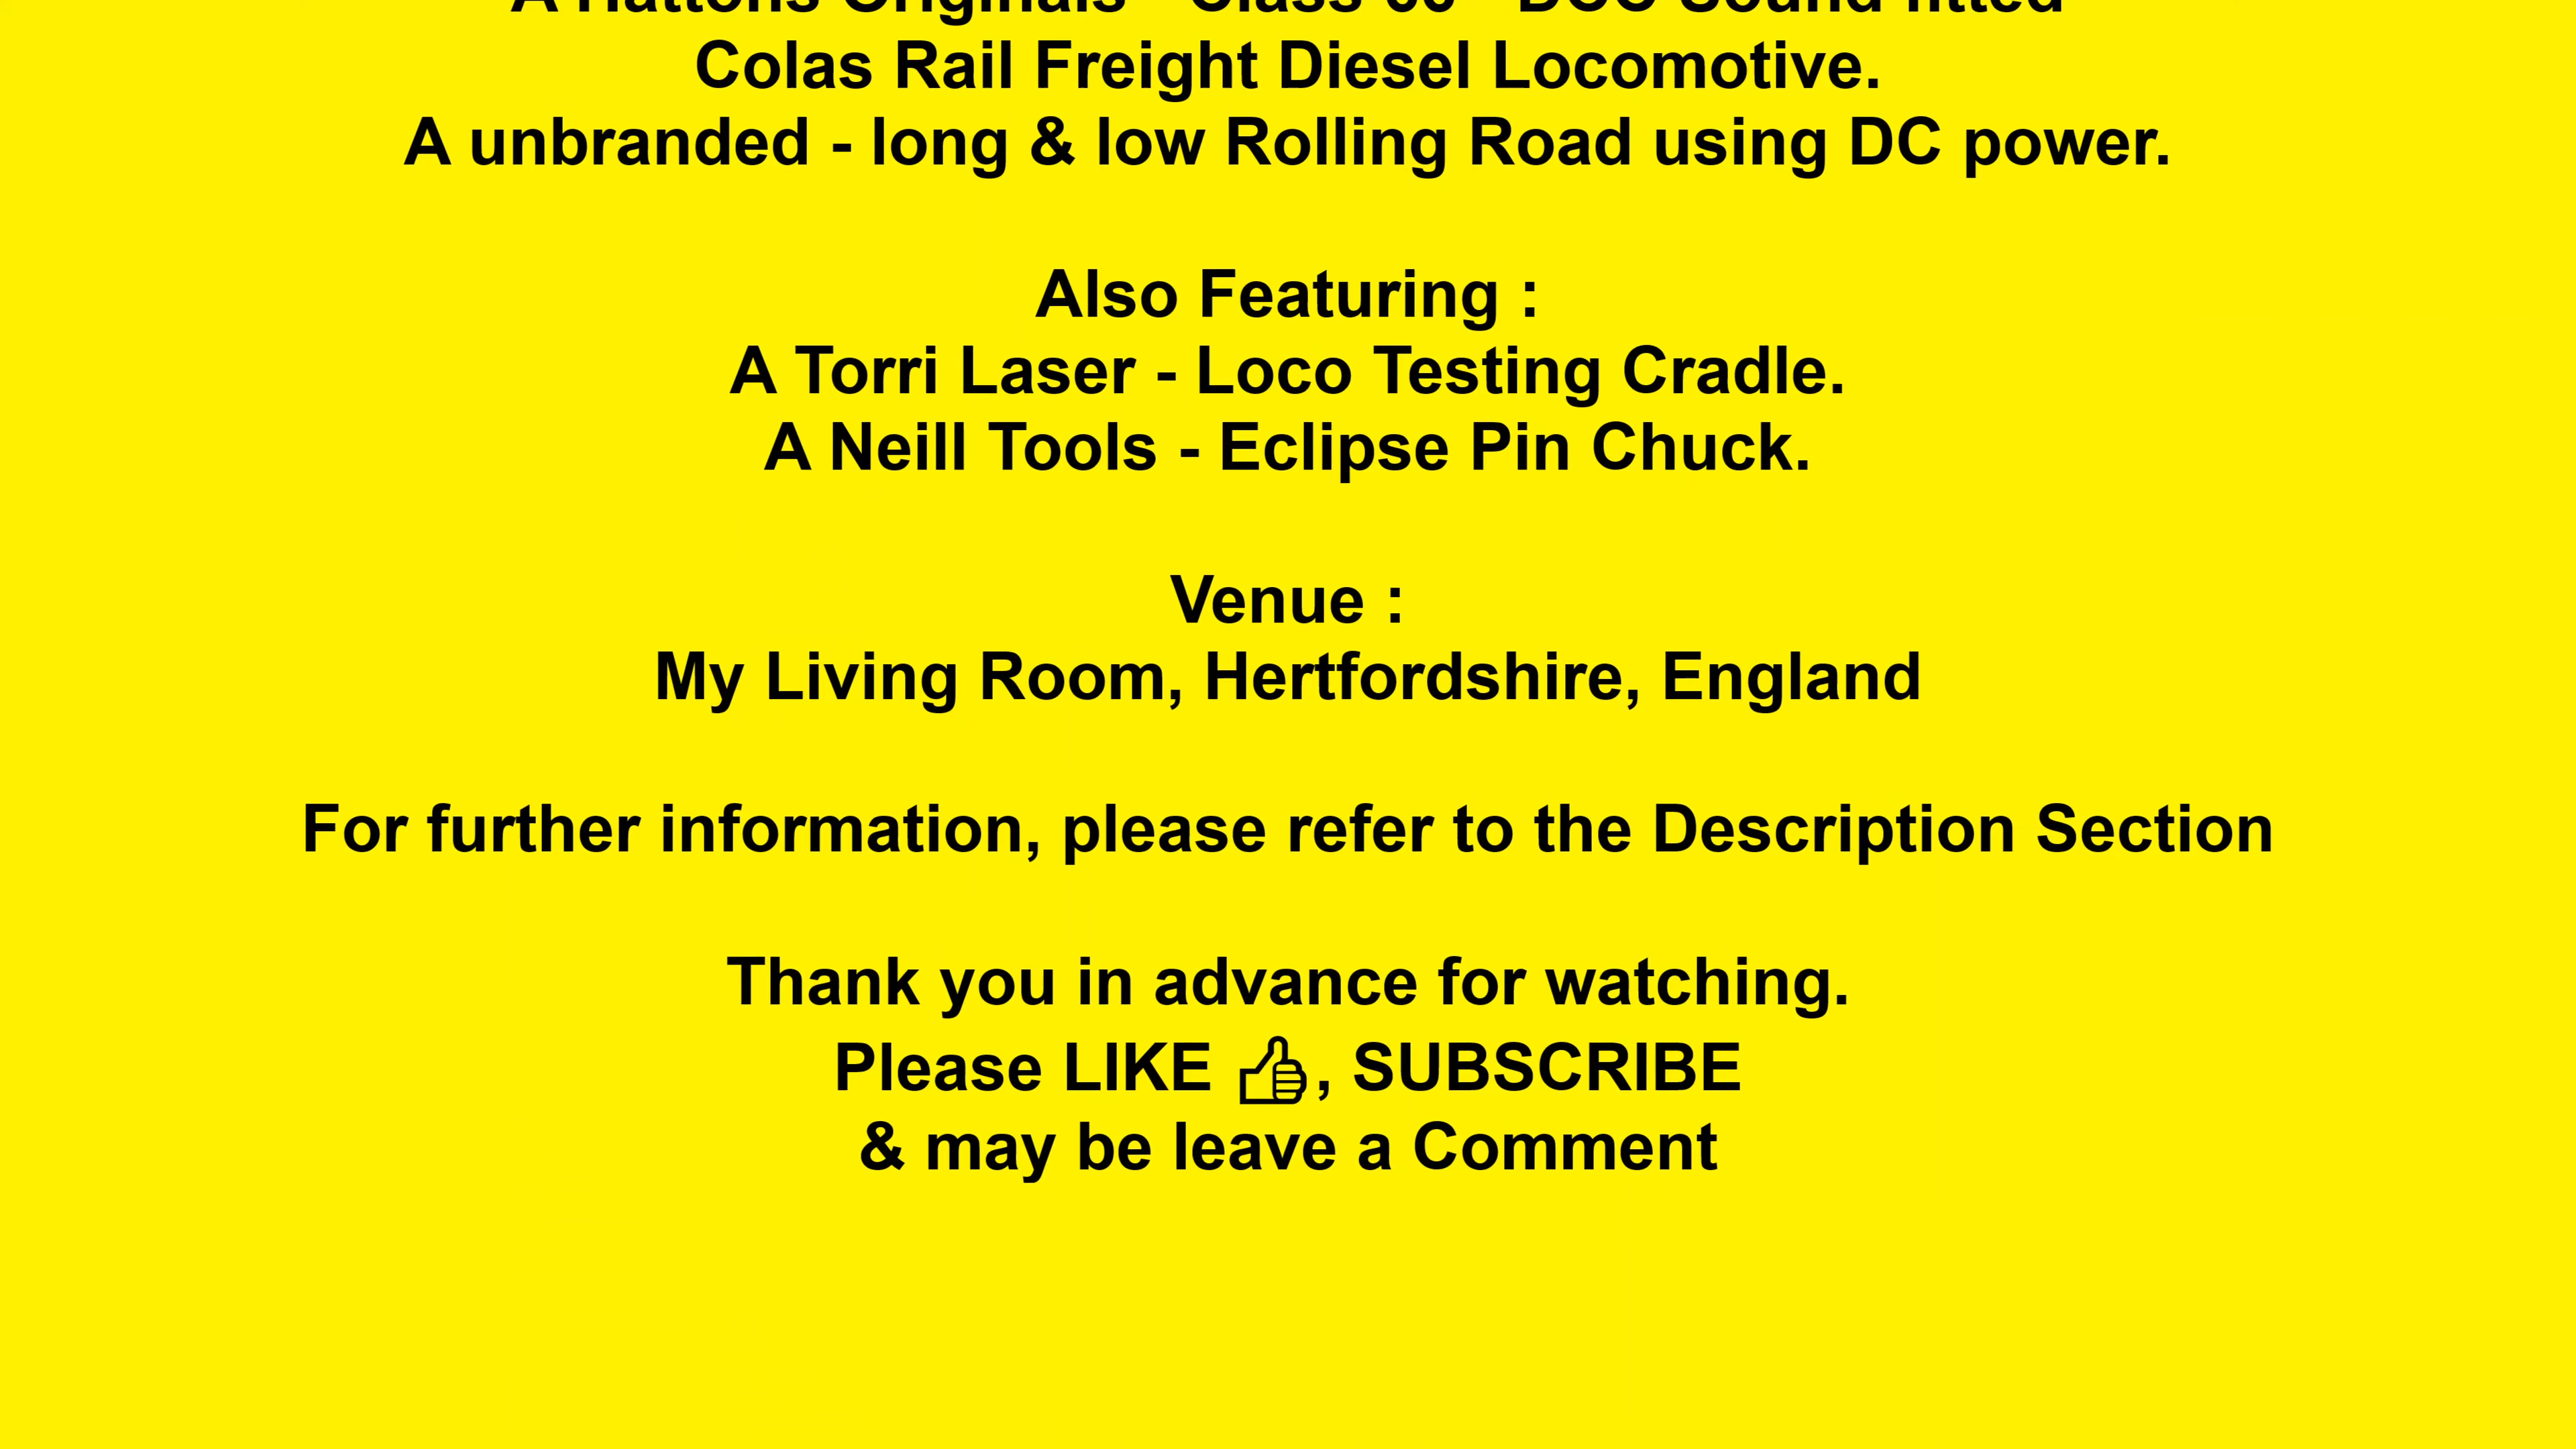 A Hattons Originals - Class 66 - DCC Sound fitted
Colas Rail Freight Diesel Locomotive.
A unbranded - long & low Rolling Road using DC power.
Also Featuring :
A Torri Laser - Loco Testing Cradle.
A Neill Tools - Eclipse Pin Chuck.
Venue :
My Living Room, Hertfordshire, England
For further information, please refer to the Description Section
Thank you in advance for watching.
Please LIKE 👍, SUBSCRIBE
& may be leave a Comment